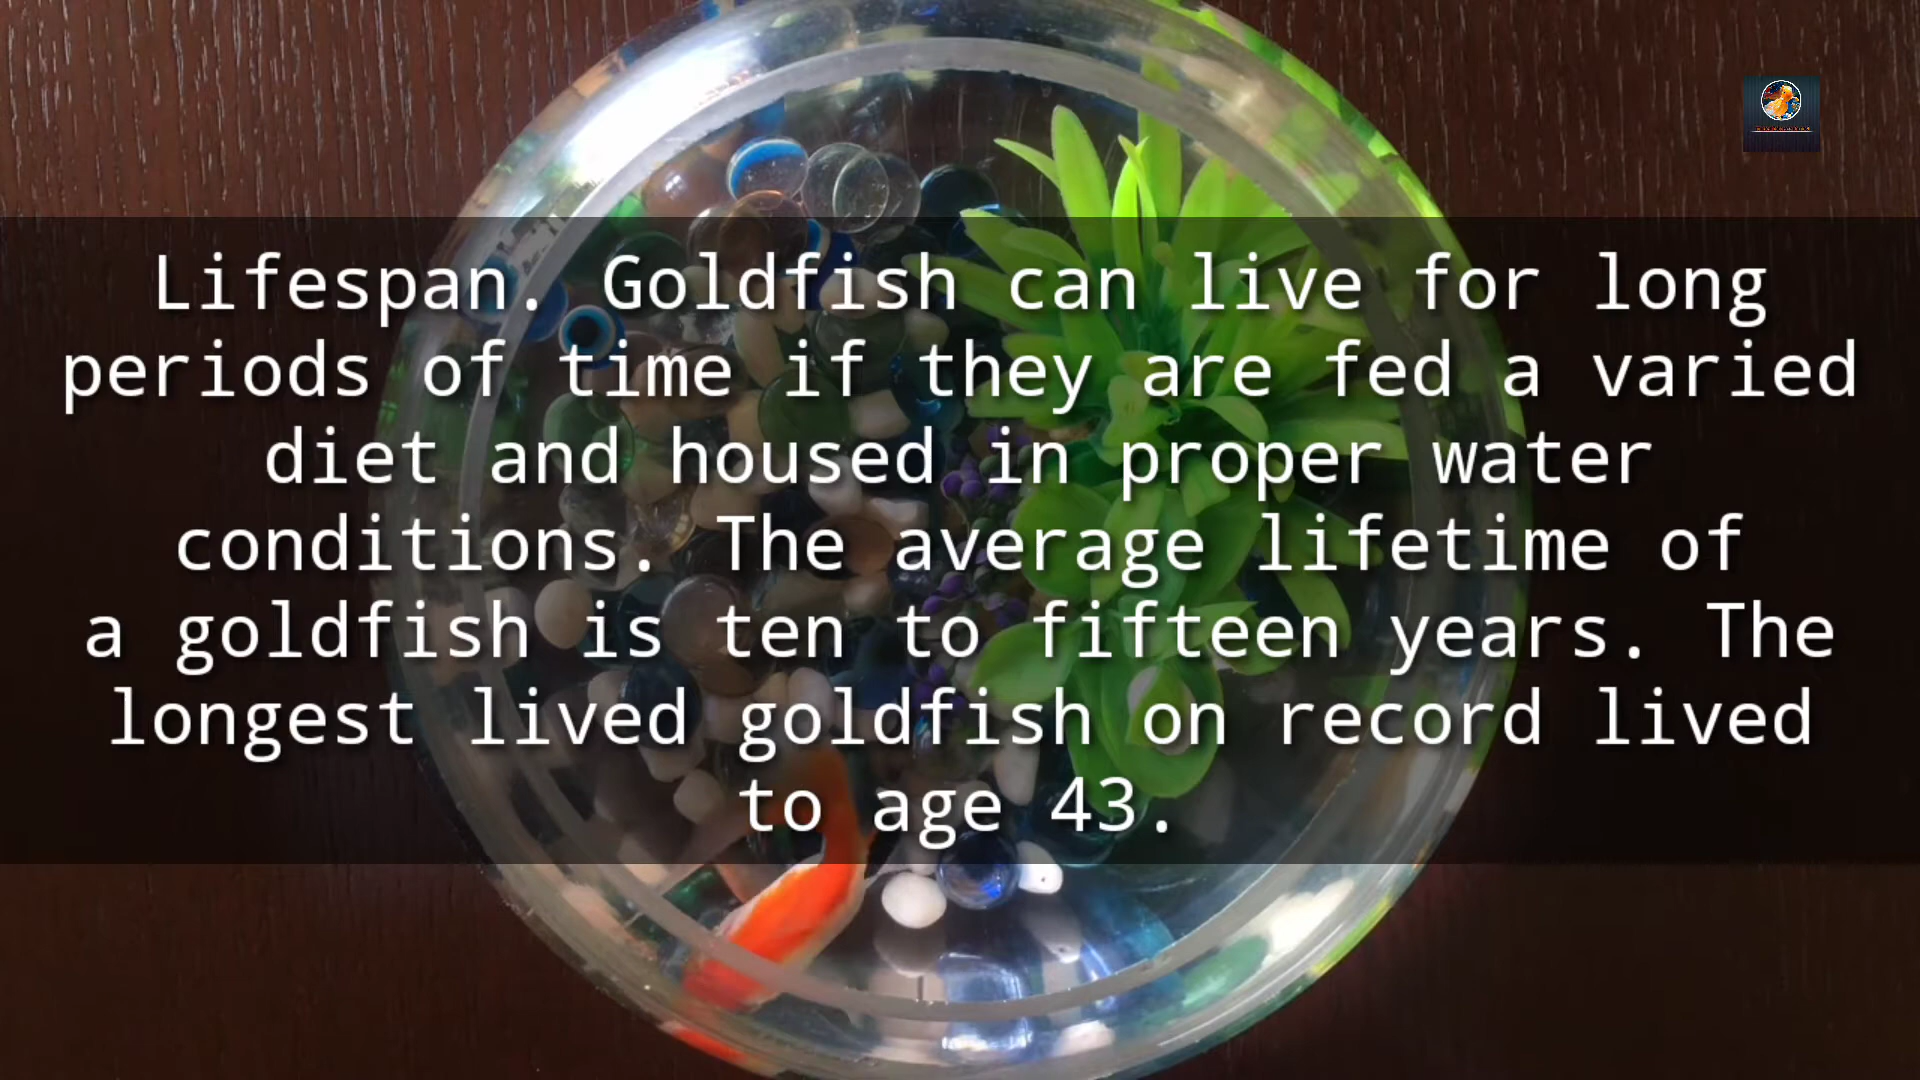 Lifespan. Goldfish can live for long
periods of time if they are fed a varied
diet and housed in proper water
conditions. The average lifetime of
a goldfish is ten to fifteen years. The
longest lived goldfish on record lived
to age 43.